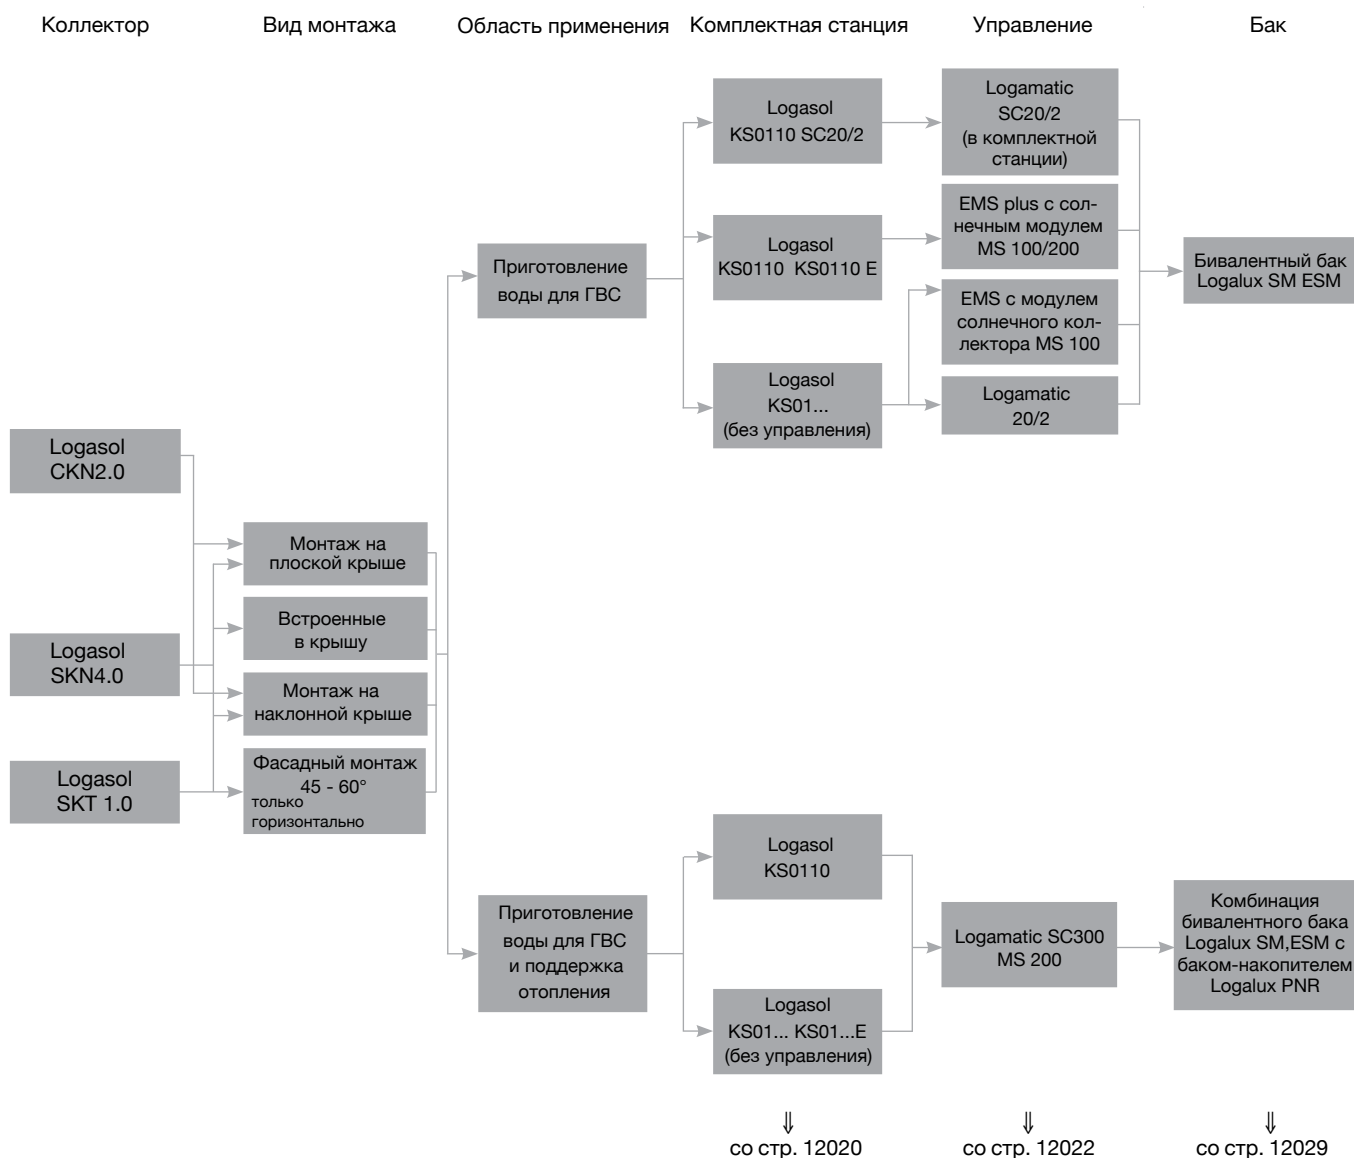 Коллектор
Вид монтажа
Область применения
Комплектная станция
Управление
Бак
Logasol
CKN2.0
Logasol
SKN4.0
Logasol
SKT 1.0
Монтаж на
плоской крыше
Встроенные
в крышу
Монтаж на
наклонной крыше
Фасадный монтаж
45 - 60°
только
горизонтально
Приготовление
воды для ГВС
Приготовление
воды для ГВС
и поддержка
отопления
Logasol
KS0110 SC20/2
Logasol
KS0110 KS0110 E
Logasol
KS01...
(без управления)
Logasol
KS0110
Logasol
KS01... KS01...E
(без управления)
Logamatic
SC20/2
(в комплектной
станции)
EMS plus с сол-
нечным модулем
MS 100/200
EMS с модулем
солнечного кол-
лектора MS 100
Logamatic
20/2
Logamatic SC300
MS 200
Бивалентный бак
Logalux SM ESM
Комбинация
бивалентного бака
Logalux SM,ESM с
баком-накопителем
Logalux PNR
⇓
со стр. 12020
⇓
со стр. 12022
⇓
со стр. 12029